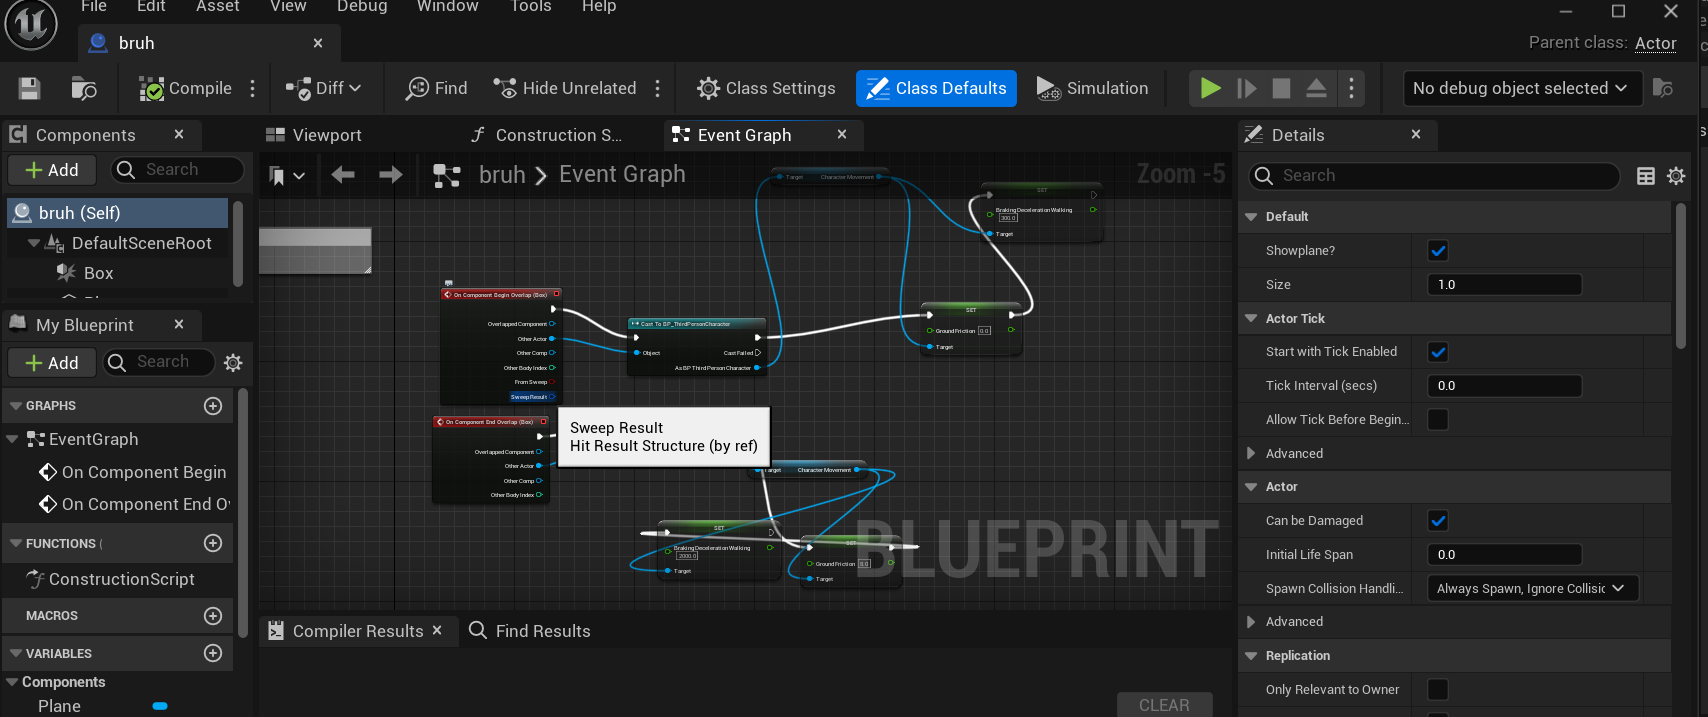 File Edit Asset View Debug Window Tools Help
bruh
Parent class: Actor
Compile
Diff
Find
Hide Unrelated
Class Settings
Class Defaults
Simulation
No debug object selected
Components
Viewport
Construction S...
Event Graph
Details
Add
Search
bruh > Event Graph
Zoom -5
Search
bruh (Self)
DefaultSceneRoot
Box
My Blueprint
Add
Search
GRAPHS
EventGraph
On Component Begin
On Component End O
FUNCTIONS (
ConstructionScript
MACROS
VARIABLES
Components
Plane
Target Character Movement
SET
Braking Deceleration Walking
300.0
Target
On Component Begin Overlap (Box)
Overlapped Component
Other Actor
Other Comp
Other Body Index
From Sweep
Sweep Result
Cast To BP_ThirdPersonCharacter
Object
Cast Failed
As BP Third Person Character
SET
Ground Friction 0.0
Target
On Component End Overlap (Box)
Overlapped Component
Other Actor
Other Comp
Other Body Index
Sweep Result
Hit Result Structure (by ref)
Target Character Movement
SET
Braking Deceleration Walking
2000.0
Target
SET
Ground Friction 8.0
Target
BLUEPRINT
Compiler Results
Find Results
CLEAR
Default
Showplane?
Size 1.0
Actor Tick
Start with Tick Enabled
Tick Interval (secs) 0.0
Allow Tick Before Begin...
Advanced
Actor
Can be Damaged
Initial Life Span 0.0
Spawn Collision Handli... Always Spawn, Ignore Collisic
Advanced
Replication
Only Relevant to Owner